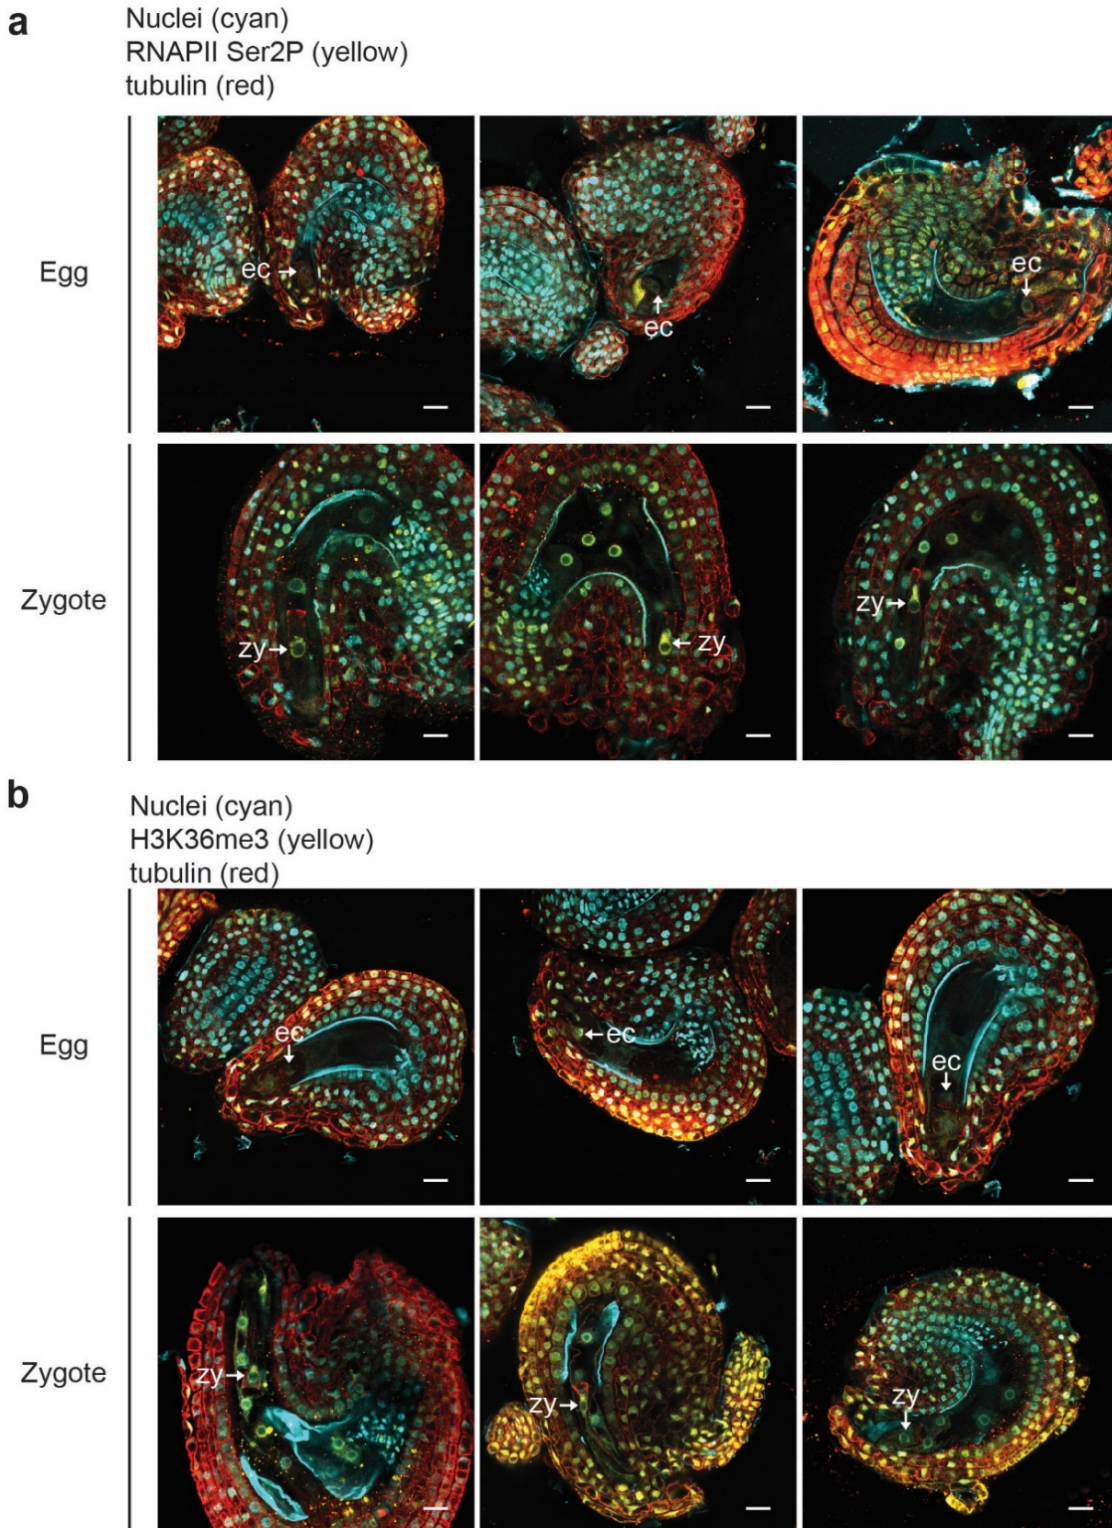 a
Nuclei (cyan)
RNAPII Ser2P (yellow)
tubulin (red)
Egg
ec
ec
ec
Zygote
zy
zy
zy
b
Nuclei (cyan)
H3K36me3 (yellow)
tubulin (red)
Egg
ec
ec
ec
Zygote
zy
zy
zy